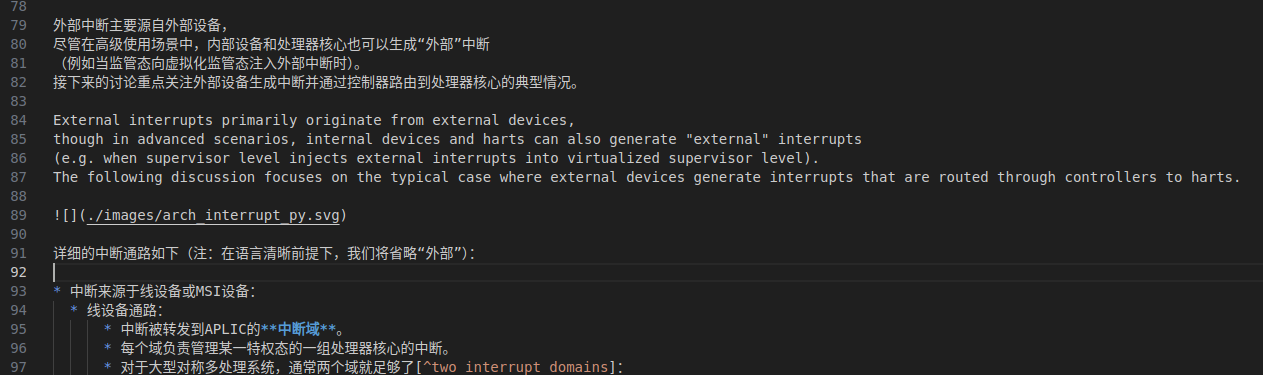 78
79 外部中断主要源自外部设备，
80 尽管在高级使用场景中，内部设备和处理器核心也可以生成“外部”中断
81 （例如当监管态向虚拟化监管态注入外部中断时）。
82 接下来的讨论重点关注外部设备生成中断并通过控制器路由到处理器核心的典型情况。
83
84 External interrupts primarily originate from external devices,
85 though in advanced scenarios, internal devices and harts can also generate "external" interrupts
86 (e.g. when supervisor level injects external interrupts into virtualized supervisor level).
87 The following discussion focuses on the typical case where external devices generate interrupts that are routed through controllers to harts.
88
89 ![](./images/arch_interrupt_py.svg)
90
91 详细的中断通路如下（注：在语言清晰前提下，我们将省略“外部”）：
92
93 * 中断来源于线设备或MSI设备：
94 * 线设备通路：
95 * 中断被转发到APLIC的**中断域**。
96 * 每个域负责管理某一特权态的一组处理器核心的中断。
97 * 对于大型对称多处理系统，通常两个域就足够了[^two interrupt domains]：